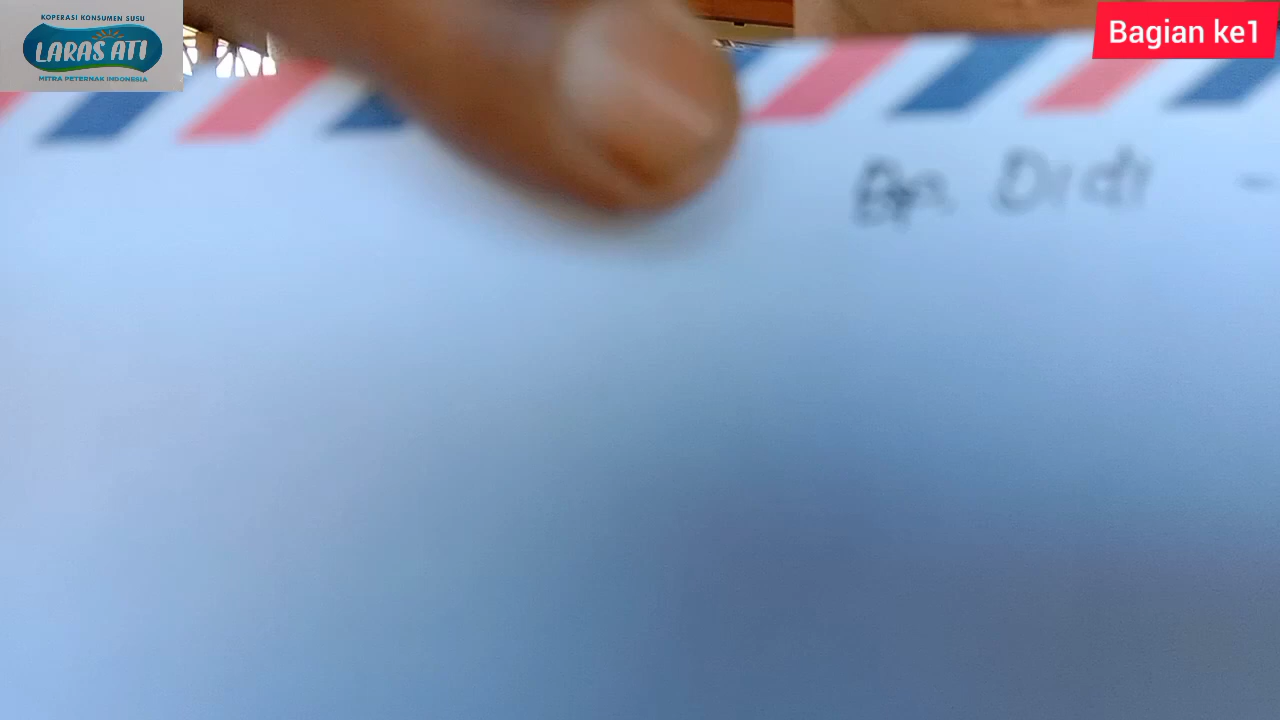 KOPERASI KONSUMEN SUSU
LARAS ATI
MITRA PETERNAK INDONESIA
Bagian ke1
Bp. Didi -